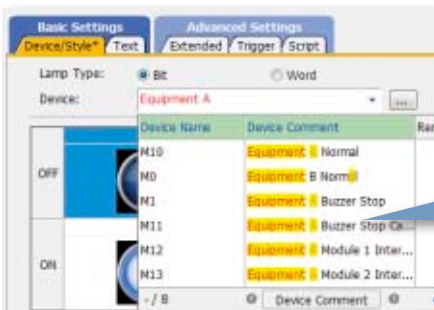 Basic Settings Advanced Settings
Device/Style* Text Extended Trigger Script
Lamp Type: Bit Word
Device: Equipment A ...
Device Name Device Comment
M10 Equipment A Normal
OFF
M0 Equipment B Normal
M1 Equipment A Buzzer Stop
M11 Equipment A Buzzer Stop Ca...
M12 Equipment A Module 1 Inter...
ON
M13 Equipment A Module 2 Inter...
- / 8 Device Comment